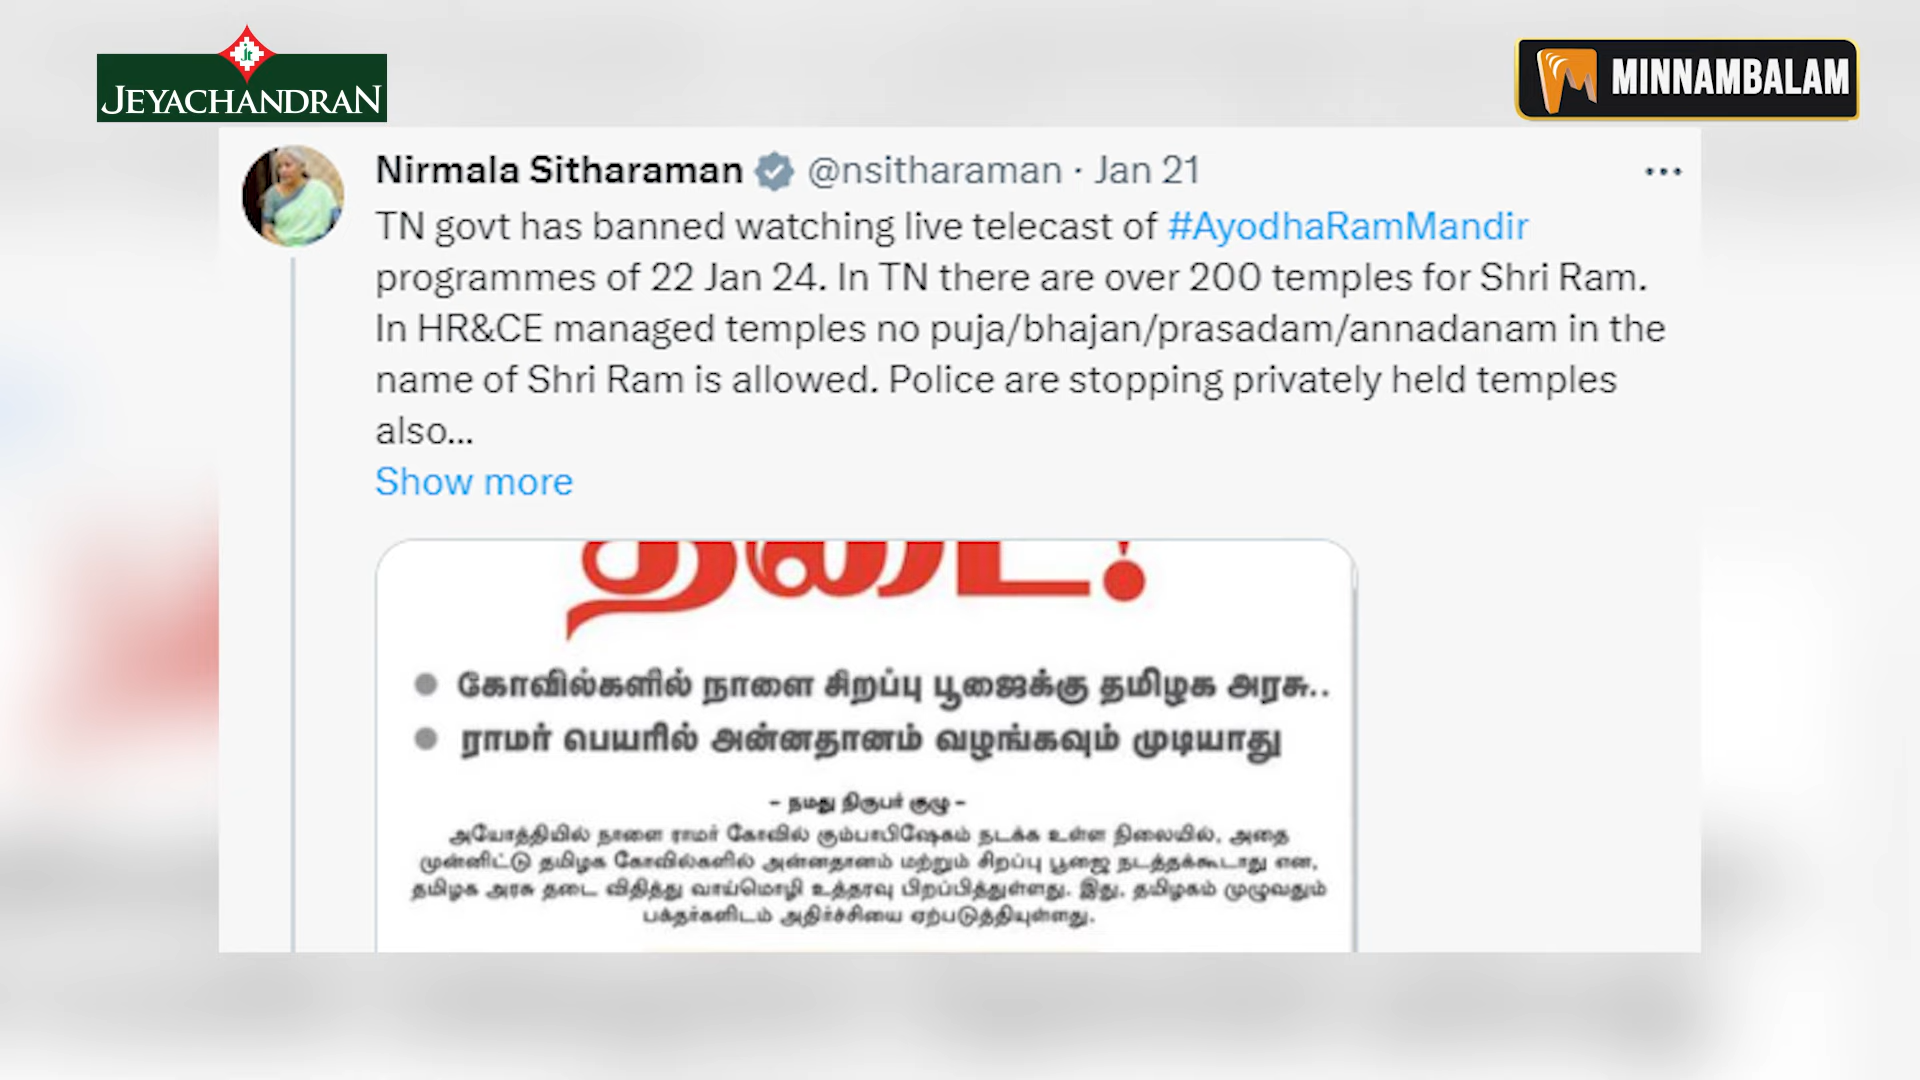 jt
JEYACHANDRAN
MINNAMBALAM
Nirmala Sitharaman @nsitharaman · Jan 21
TN govt has banned watching live telecast of #AyodhaRamMandir
programmes of 22 Jan 24. In TN there are over 200 temples for Shri Ram.
In HR&CE managed temples no puja/bhajan/prasadam/annadanam in the
name of Shri Ram is allowed. Police are stopping privately held temples
also...
Show more
தடை!
● கோவில்களில் நாளை சிறப்பு பூஜைக்கு தமிழக அரசு..
● ராமர் பெயரில் அன்னதானம் வழங்கவும் முடியாது
– நமது நிருபர் குழு –
அயோத்தியில் நாளை ராமர் கோவில் கும்பாபிஷேகம் நடக்க உள்ள நிலையில், அதை
முன்னிட்டு தமிழக கோவில்களில் அன்னதானம் மற்றும் சிறப்பு பூஜை நடத்தக்கூடாது என,
தமிழக அரசு தடை விதித்து வாய்மொழி உத்தரவு பிறப்பித்துள்ளது. இது, தமிழகம் முழுவதும்
பக்தர்களிடம் அதிர்ச்சியை ஏற்படுத்தியுள்ளது.